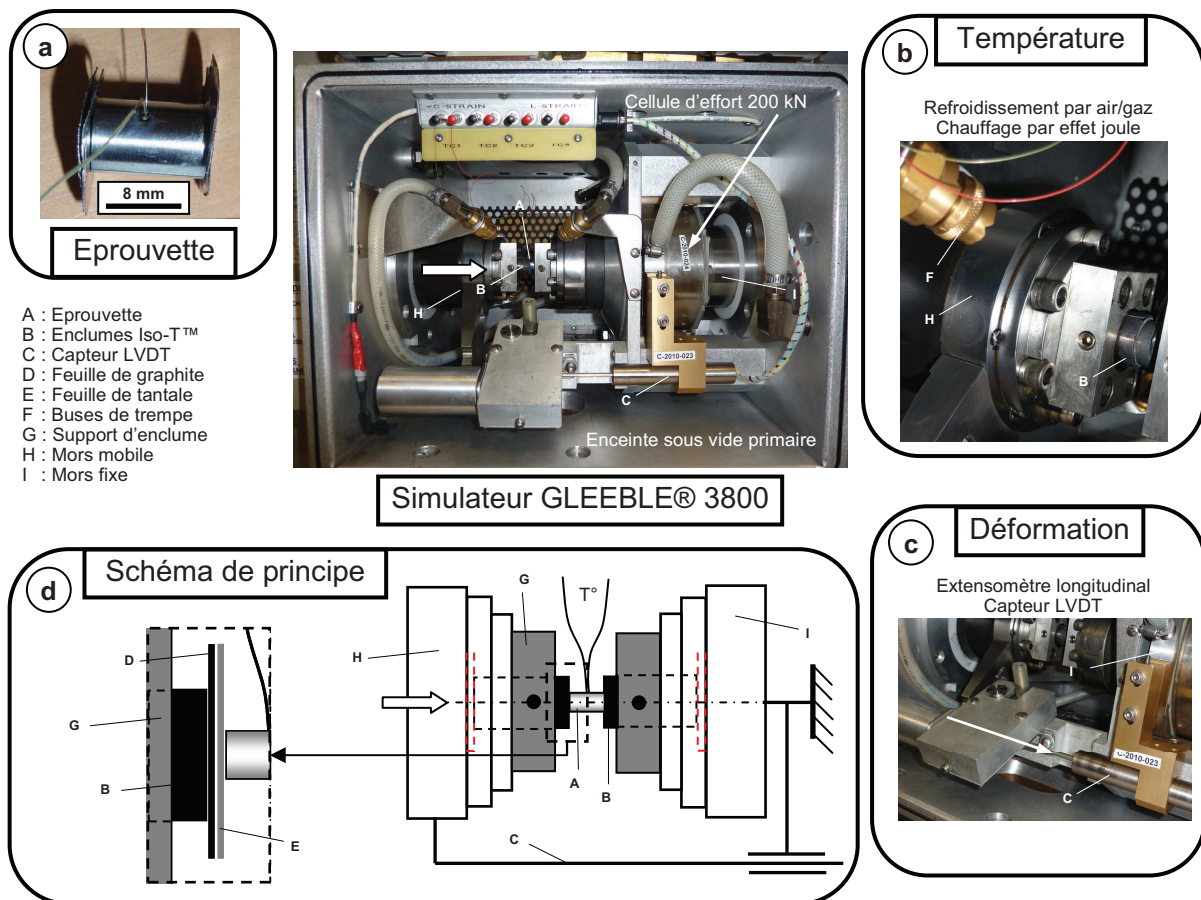 a
8 mm
Eprouvette
A : Eprouvette
B : Enclumes Iso-T™
C : Capteur LVDT
D : Feuille de graphite
E : Feuille de tantale
F : Buses de trempe
G : Support d'enclume
H : Mors mobile
I : Mors fixe
C-STRAIN L-STRAIN
TC1 TC2 TC3 TC4
Cellule d'effort 200 kN
A
B
H
I
C-2010-024
C-2010-023
C
Enceinte sous vide primaire
Simulateur GLEEBLE® 3800
b
Température
Refroidissement par air/gaz
Chauffage par effet joule
F
H
B
c
Déformation
Extensomètre longitudinal
Capteur LVDT
I
C-2010-023
C
d
Schéma de principe
D
G
B
E
H
G
T°
I
A
B
C